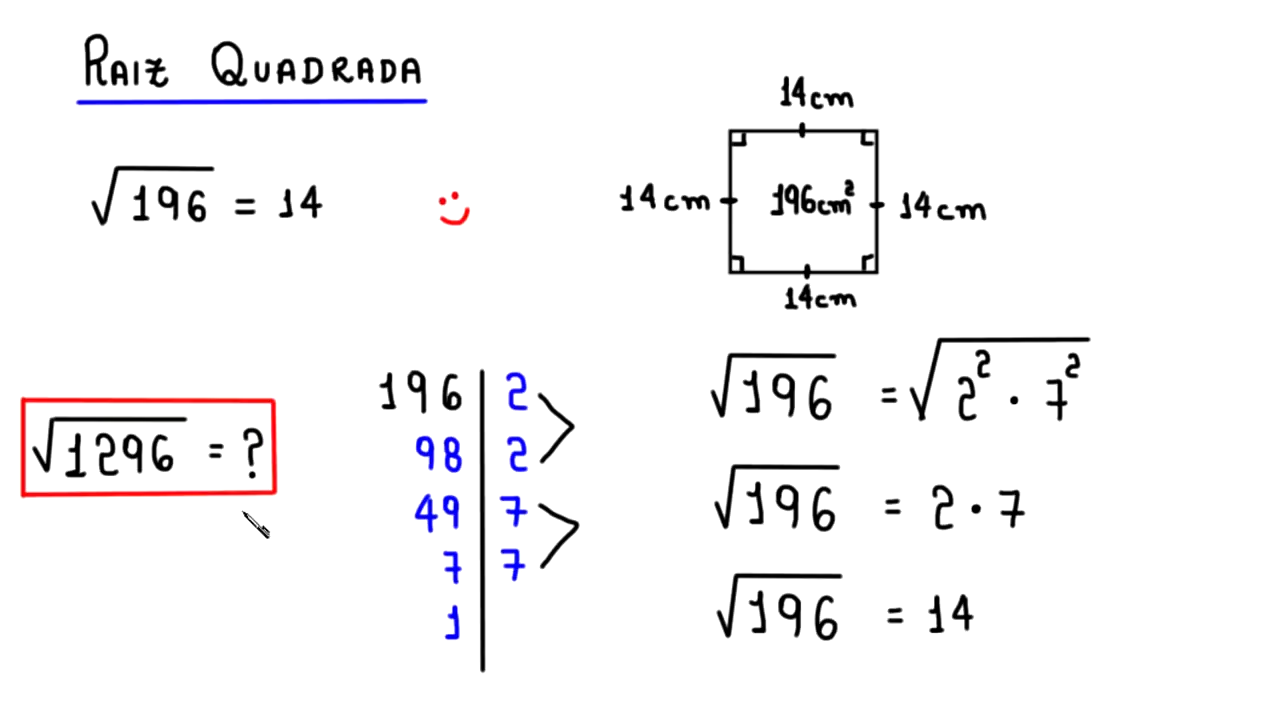 RAIZ QUADRADA
√196 = 14
14cm
14cm
196cm²
14cm
14cm
√1296 = ?
196 | 2
98 | 2
49 | 7
7 | 7
1
√196 = √2² · 7²
√196 = 2 · 7
√196 = 14